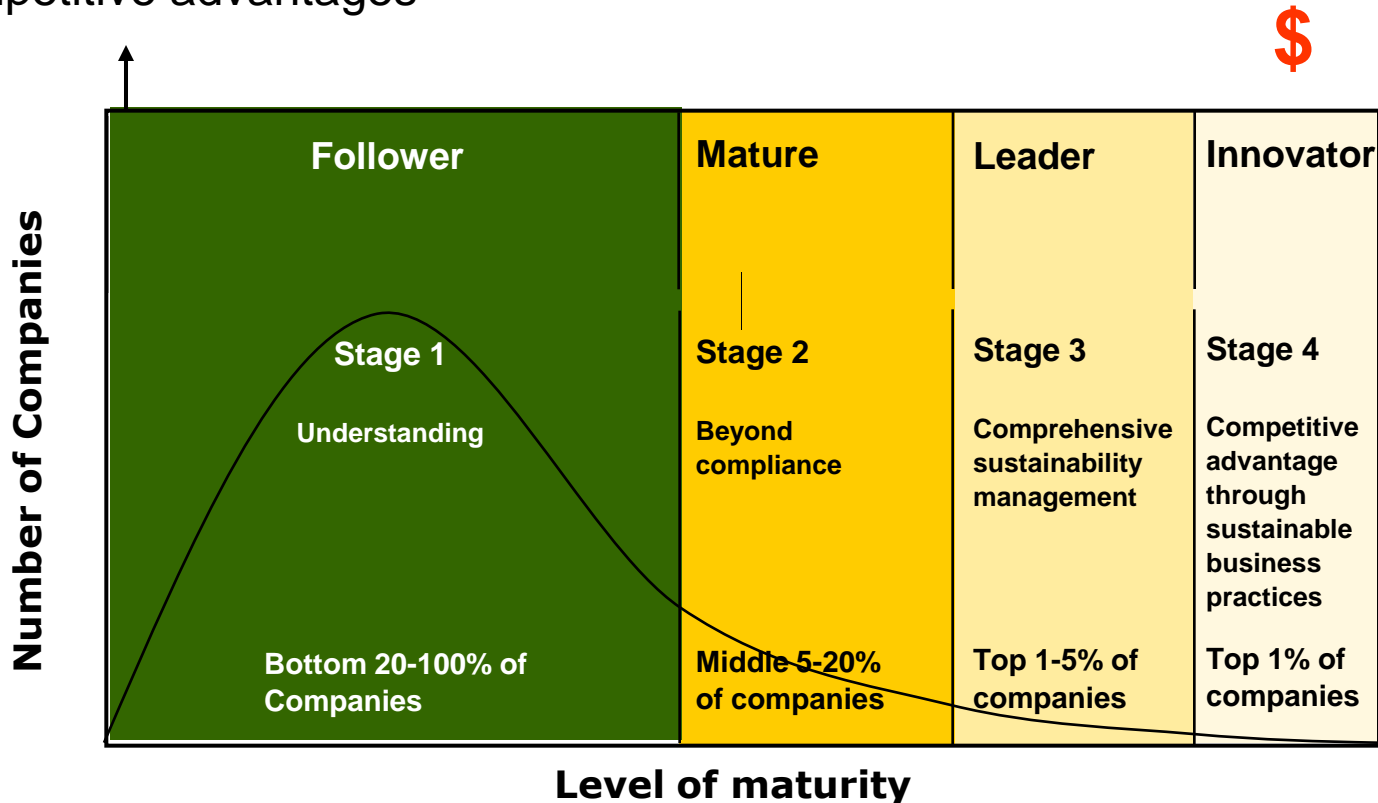 competitive advantages
$
Number of Companies
Follower
Stage 1
Understanding
Bottom 20-100% of
Companies
Mature
Stage 2
Beyond
compliance
Middle 5-20%
of companies
Leader
Stage 3
Comprehensive
sustainability
management
Top 1-5% of
companies
Innovator
Stage 4
Competitive
advantage
through
sustainable
business
practices
Top 1% of
companies
Level of maturity